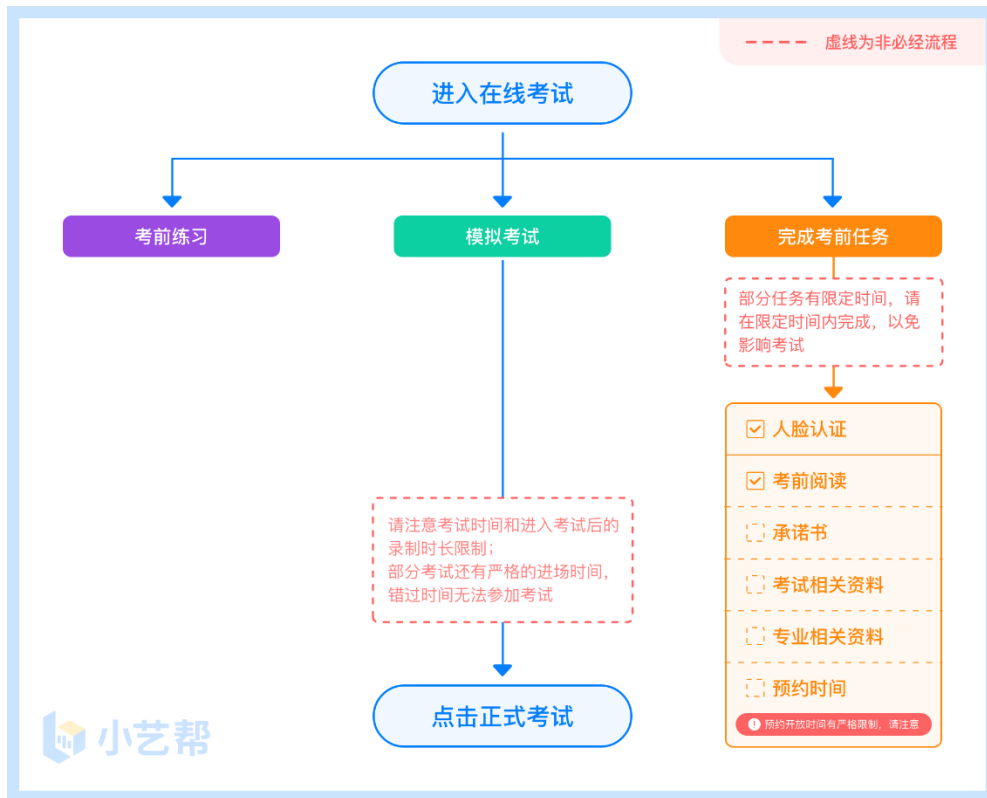 虚线为非必经流程
进入在线考试
考前练习
模拟考试
完成考前任务
部分任务有限定时间，请
在限定时间内完成，以免
影响考试
人脸认证
考前阅读
承诺书
考试相关资料
专业相关资料
预约时间
预约开放时间有严格限制，请注意
请注意考试时间和进入考试后的
录制时长限制；
部分考试还有严格的进场时间，
错过时间无法参加考试
点击正式考试
小艺帮